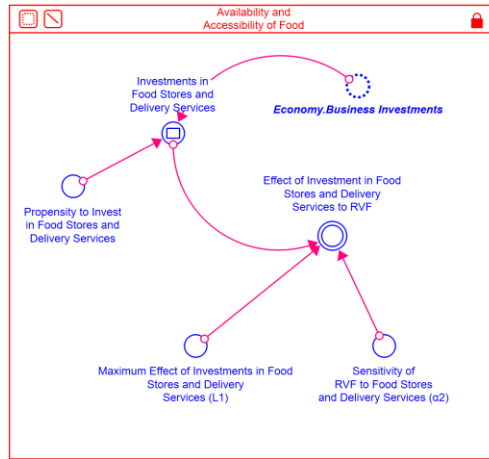 Availability and
Accessibility of Food
Investments in
Food Stores and
Delivery Services
Economy.Business Investments
Effect of Investment in Food
Stores and Delivery
Services to RVF
Propensity to Invest
in Food Stores and
Delivery Services
Maximum Effect of Investments in Food
Stores and Delivery
Services (L1)
Sensitivity of
RVF to Food Stores
and Delivery Services (α2)